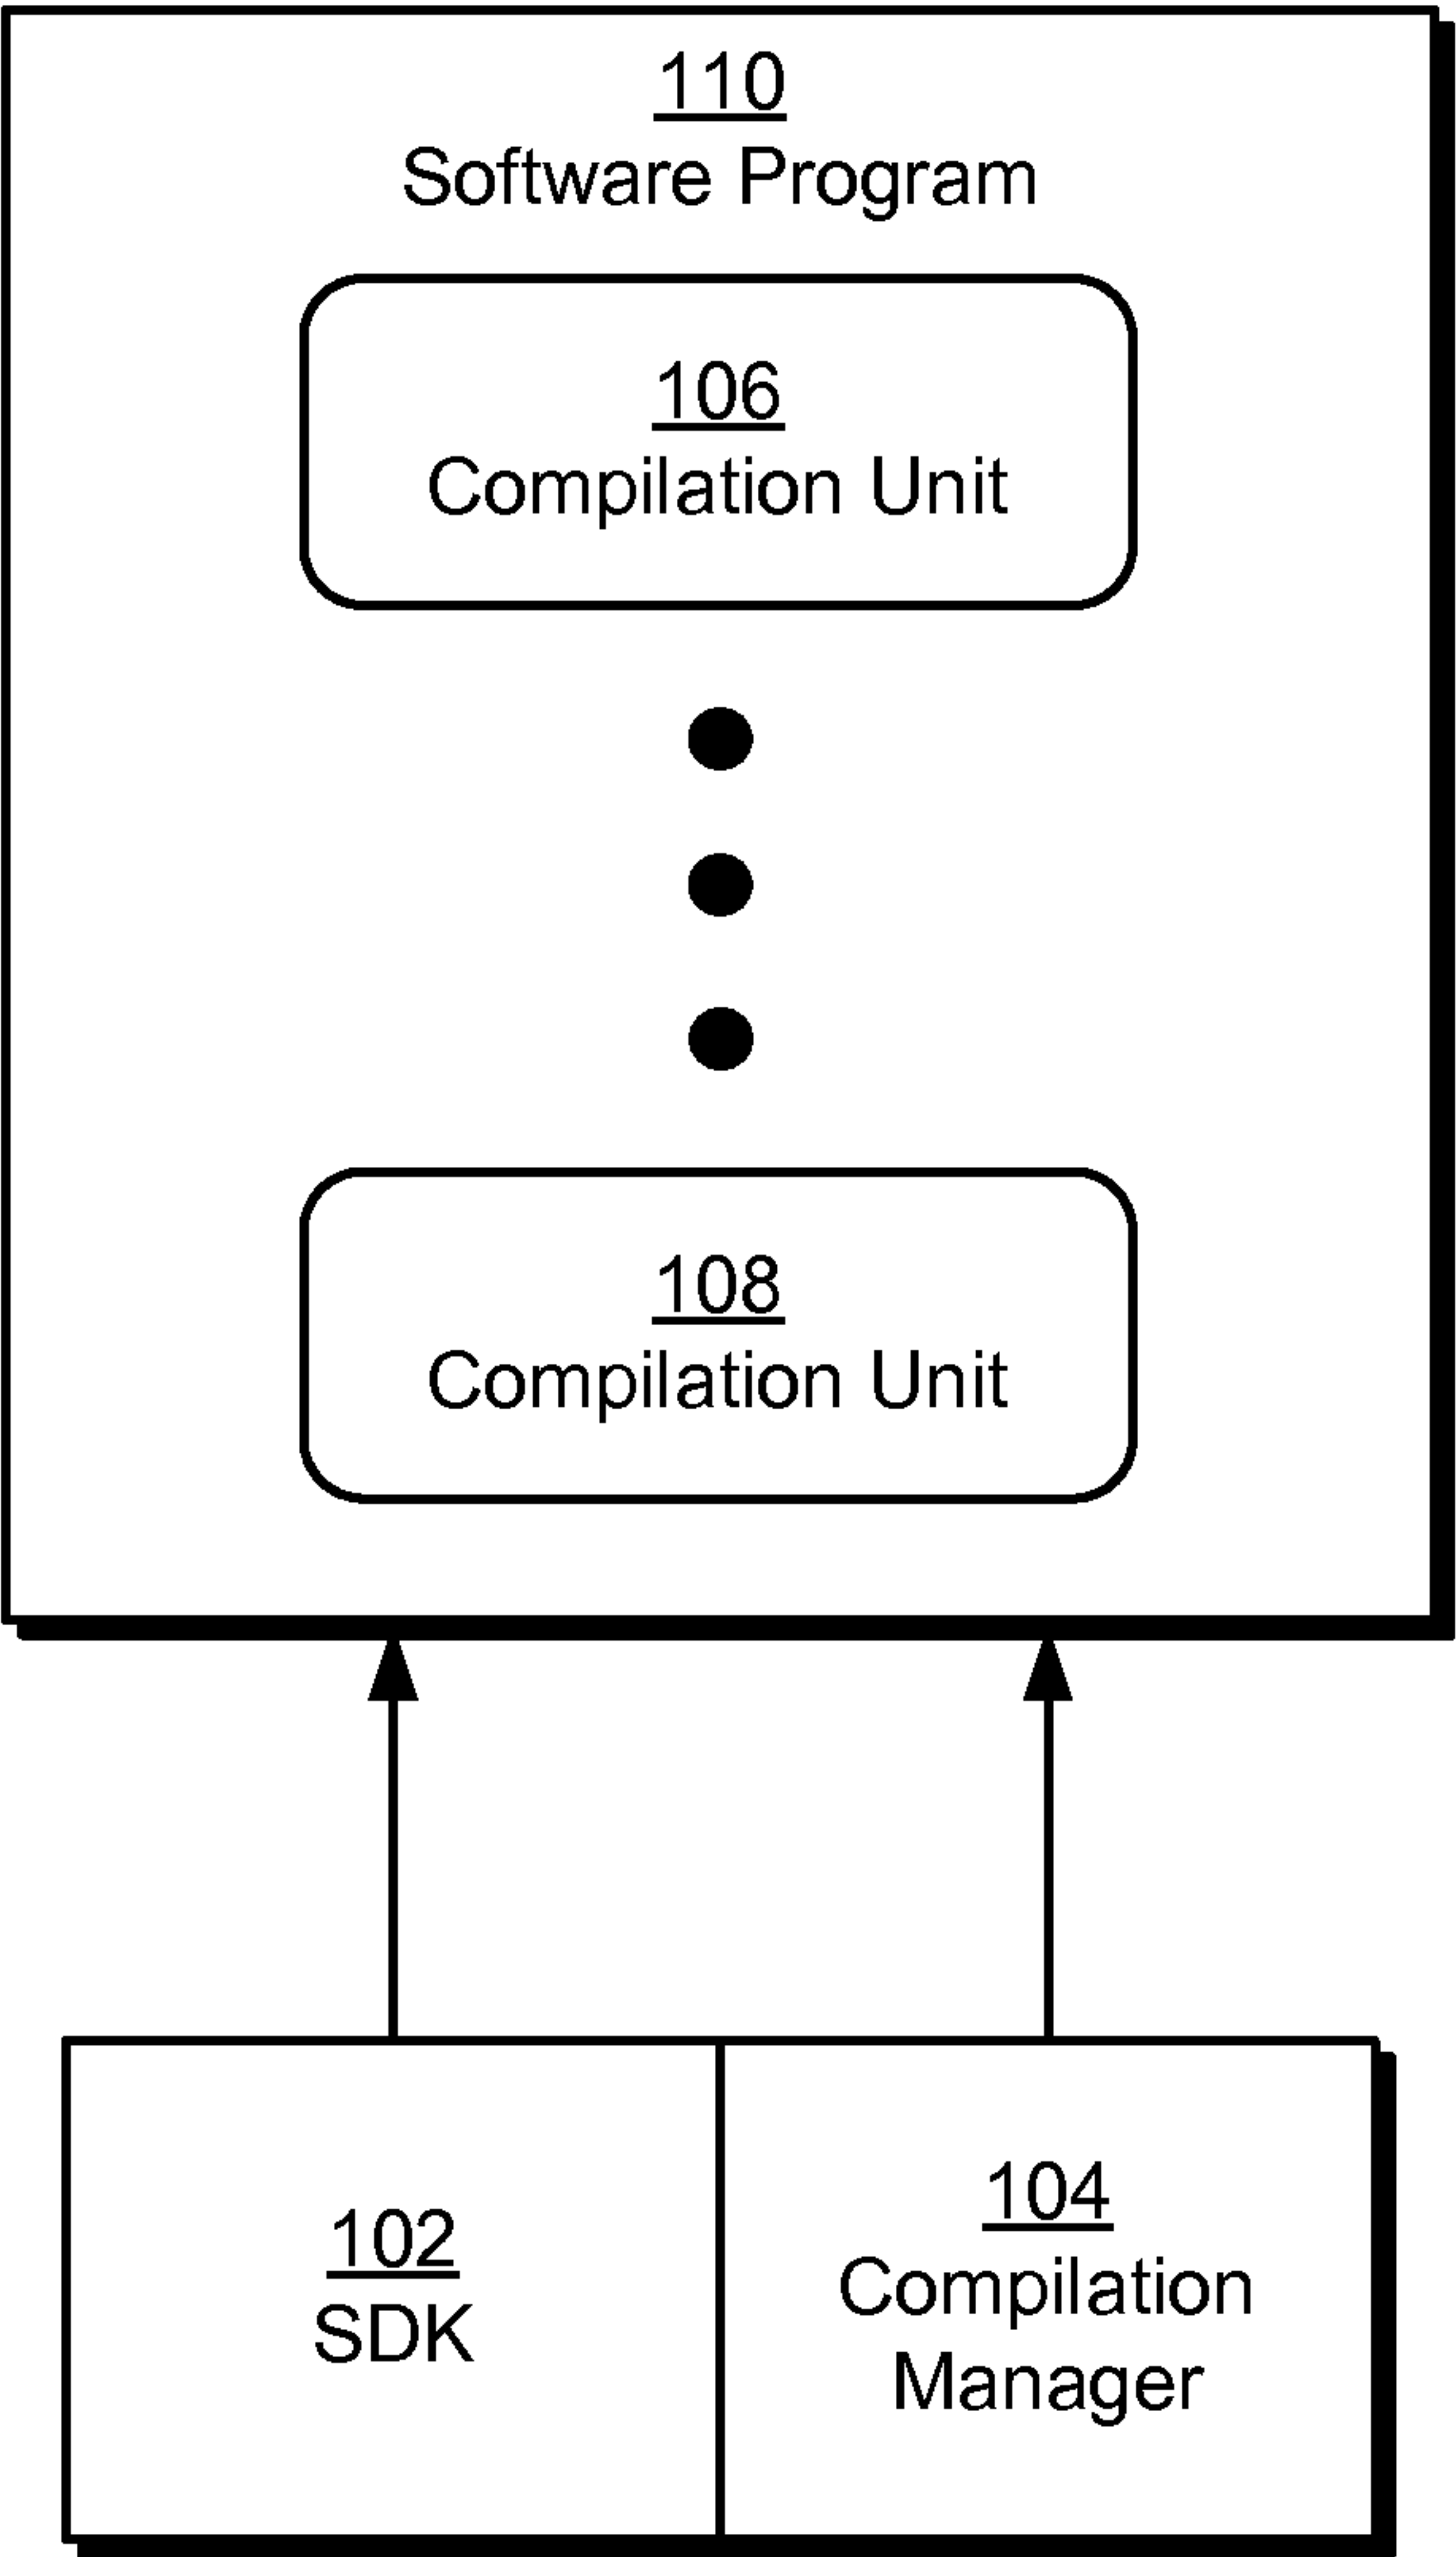 110
Software Program
106
Compilation Unit
108
Compilation Unit
102
SDK
104
Compilation
Manager